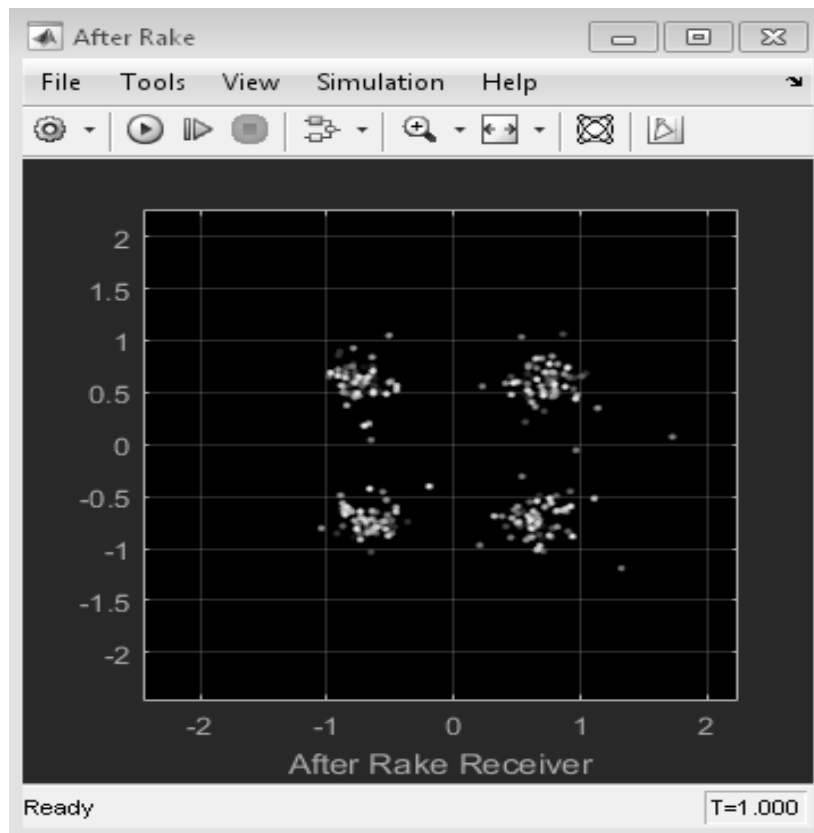 After Rake
File Tools View Simulation Help
2
1.5
1
0.5
0
-0.5
-1
-1.5
-2
-2 -1 0 1 2
After Rake Receiver
Ready T=1.000